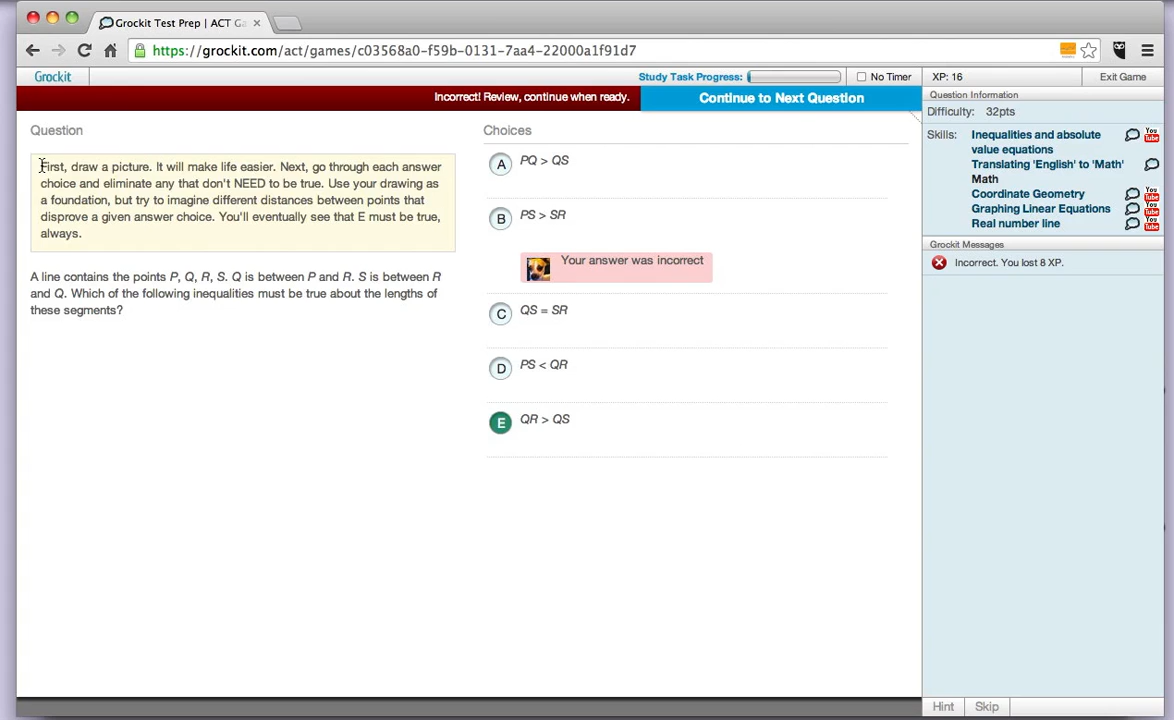 Grockit Test Prep | ACT Ga
https://grockit.com/act/games/c03568a0-f59b-0131-7aa4-22000a1f91d7
Grockit
Study Task Progress:
No Timer
XP: 16
Exit Game
Incorrect! Review, continue when ready.
Continue to Next Question
Question
First, draw a picture. It will make life easier. Next, go through each answer
choice and eliminate any that don't NEED to be true. Use your drawing as
a foundation, but try to imagine different distances between points that
disprove a given answer choice. You'll eventually see that E must be true,
always.
A line contains the points P, Q, R, S. Q is between P and R. S is between R
and Q. Which of the following inequalities must be true about the lengths of
these segments?
Choices
A PQ > QS
B PS > SR
Your answer was incorrect
C QS = SR
D PS < QR
E QR > QS
Question Information
Difficulty: 32pts
Skills: Inequalities and absolute
value equations
Translating 'English' to 'Math'
Math
Coordinate Geometry
Graphing Linear Equations
Real number line
You Tube
You Tube
You Tube
You Tube
Grockit Messages
Incorrect. You lost 8 XP.
Hint
Skip